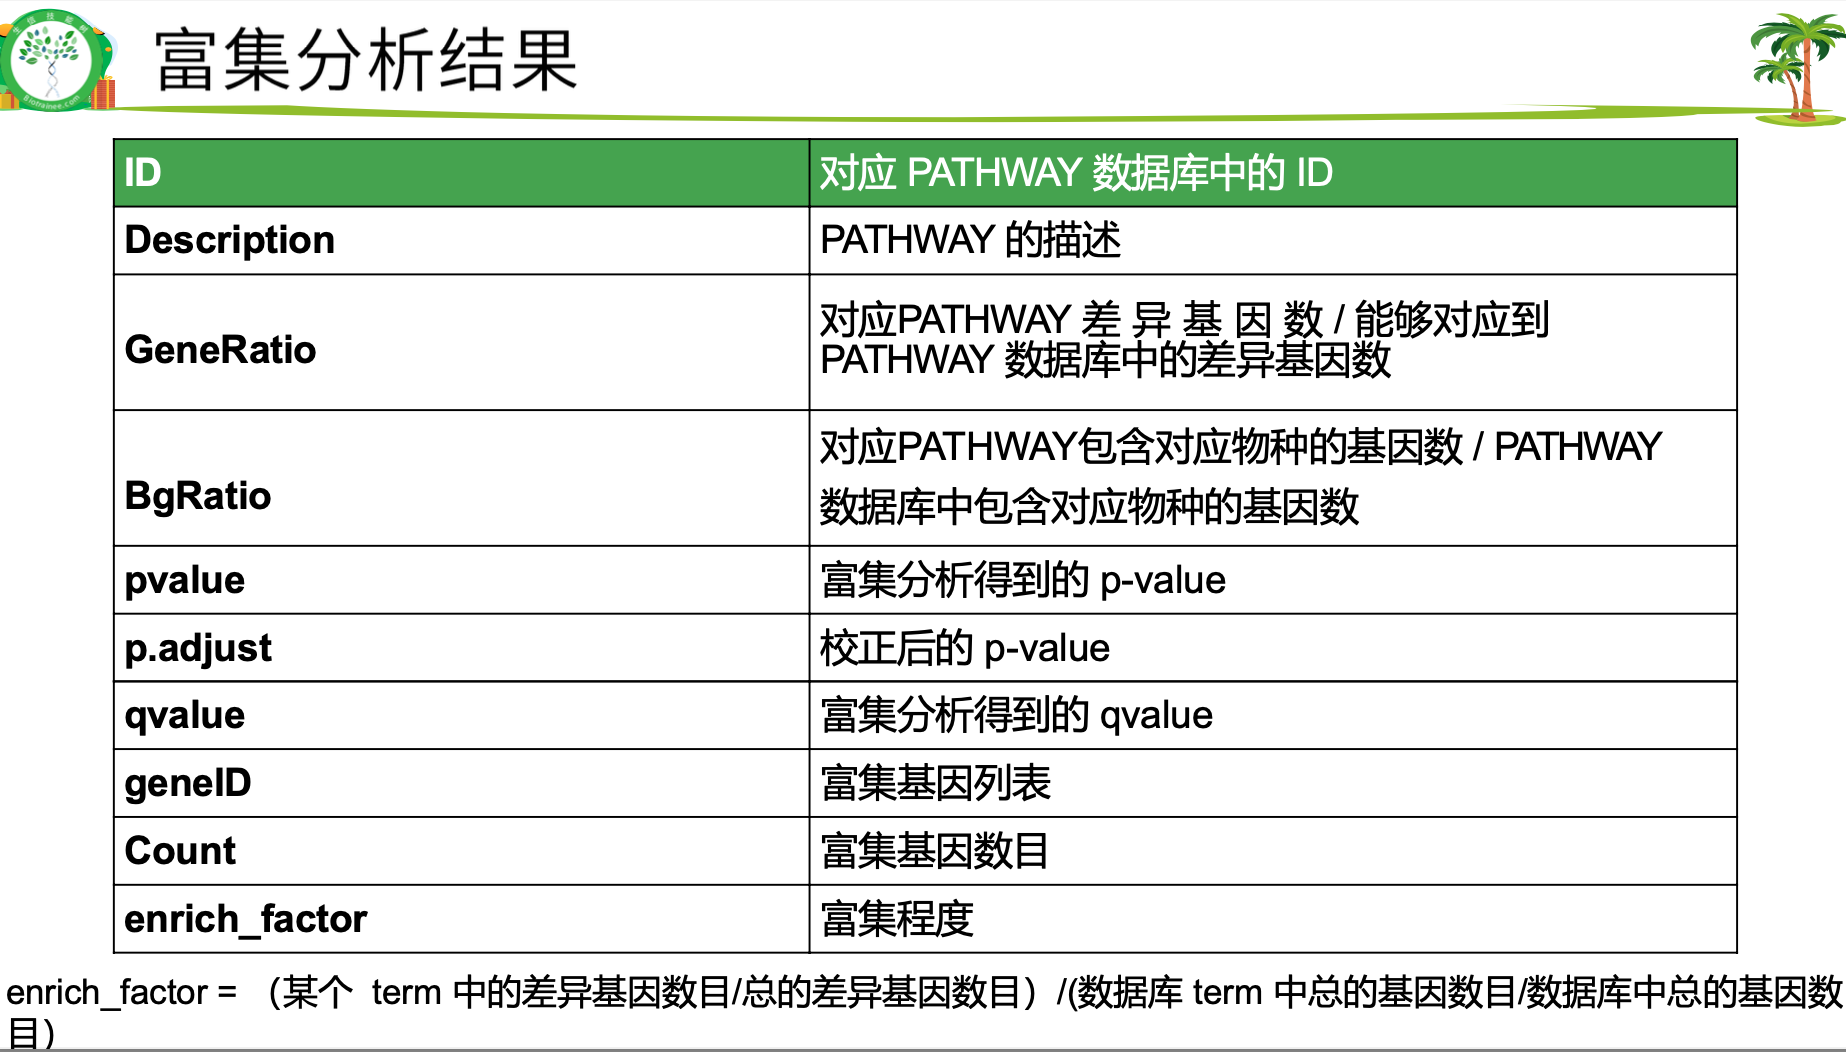 生信技能树
Biotrainee.com
富集分析结果
ID
对应 PATHWAY 数据库中的 ID
Description
PATHWAY 的描述
GeneRatio
对应PATHWAY 差 异 基 因 数 / 能够对应到
PATHWAY 数据库中的差异基因数
BgRatio
对应PATHWAY包含对应物种的基因数 / PATHWAY
数据库中包含对应物种的基因数
pvalue
富集分析得到的 p-value
p.adjust
校正后的 p-value
qvalue
富集分析得到的 qvalue
geneID
富集基因列表
Count
富集基因数目
enrich_factor
富集程度
enrich_factor = （某个 term 中的差异基因数目/总的差异基因数目）/(数据库 term 中总的基因数目/数据库中总的基因数
目）